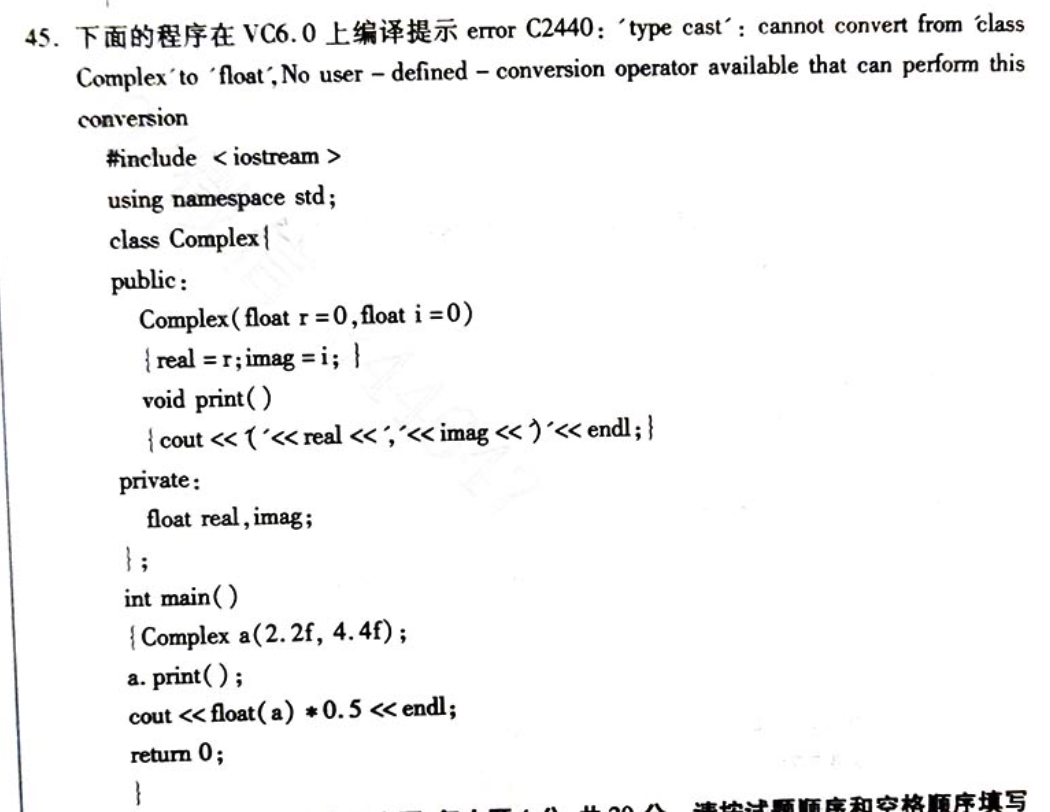 45. 下面的程序在 VC6.0 上编译提示 error C2440: ´type cast´: cannot convert from ´class
Complex´to ´float´,No user – defined – conversion operator available that can perform this
conversion
#include < iostream >
using namespace std;
class Complex{
public:
Complex( float r =0,float i =0)
{real = r;imag = i; }
void print( )
{cout << ´(´<< real << ´,´<< imag << ´)´<< endl;}
private:
float real,imag;
};
int main( )
{Complex a(2.2f, 4.4f);
a. print( );
cout <<float(a) *0.5 <<endl;
return 0;
}
请按试题顺序和空格顺序填写